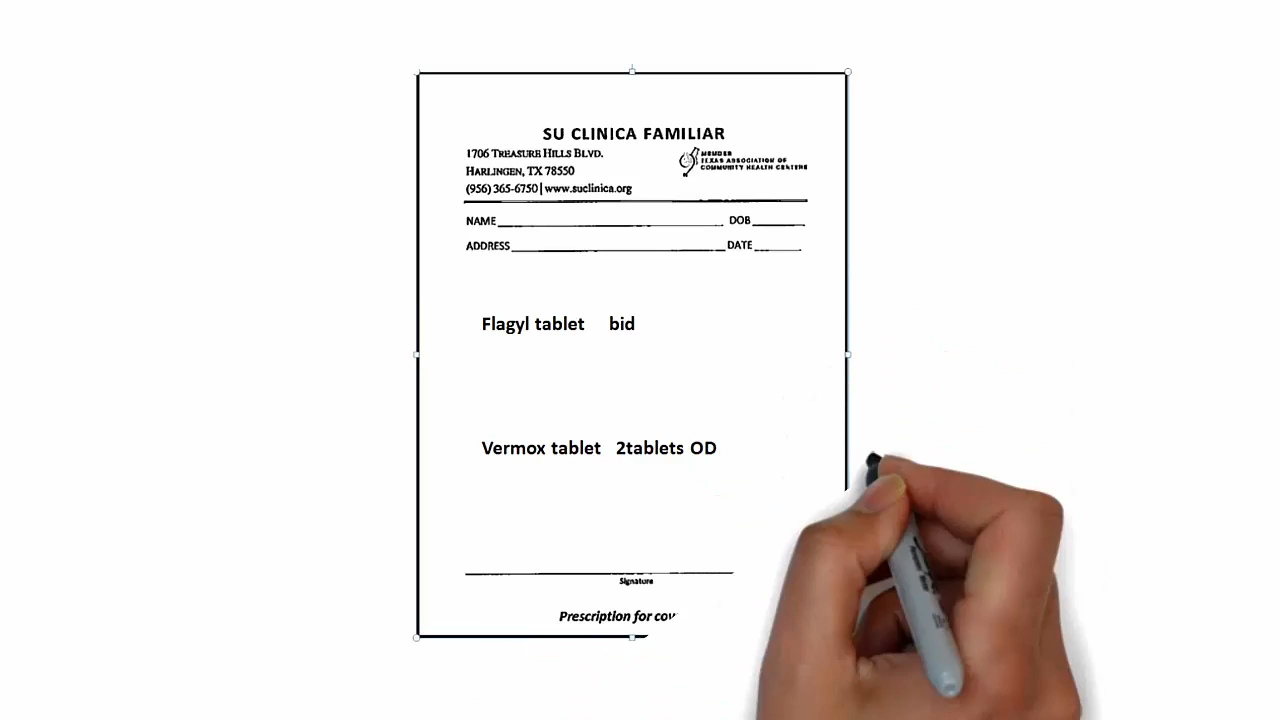 SU CLINICA FAMILIAR
1706 TREASURE HILLS BLVD.
HARLINGEN, TX 78550
(956) 365-6750 | www.suclinica.org
MEMBER
TEXAS ASSOCIATION OF
COMMUNITY HEALTH CENTERS
NAME DOB
ADDRESS DATE
Flagyl tablet bid
Vermox tablet 2tablets OD
Signature
Prescription for cov